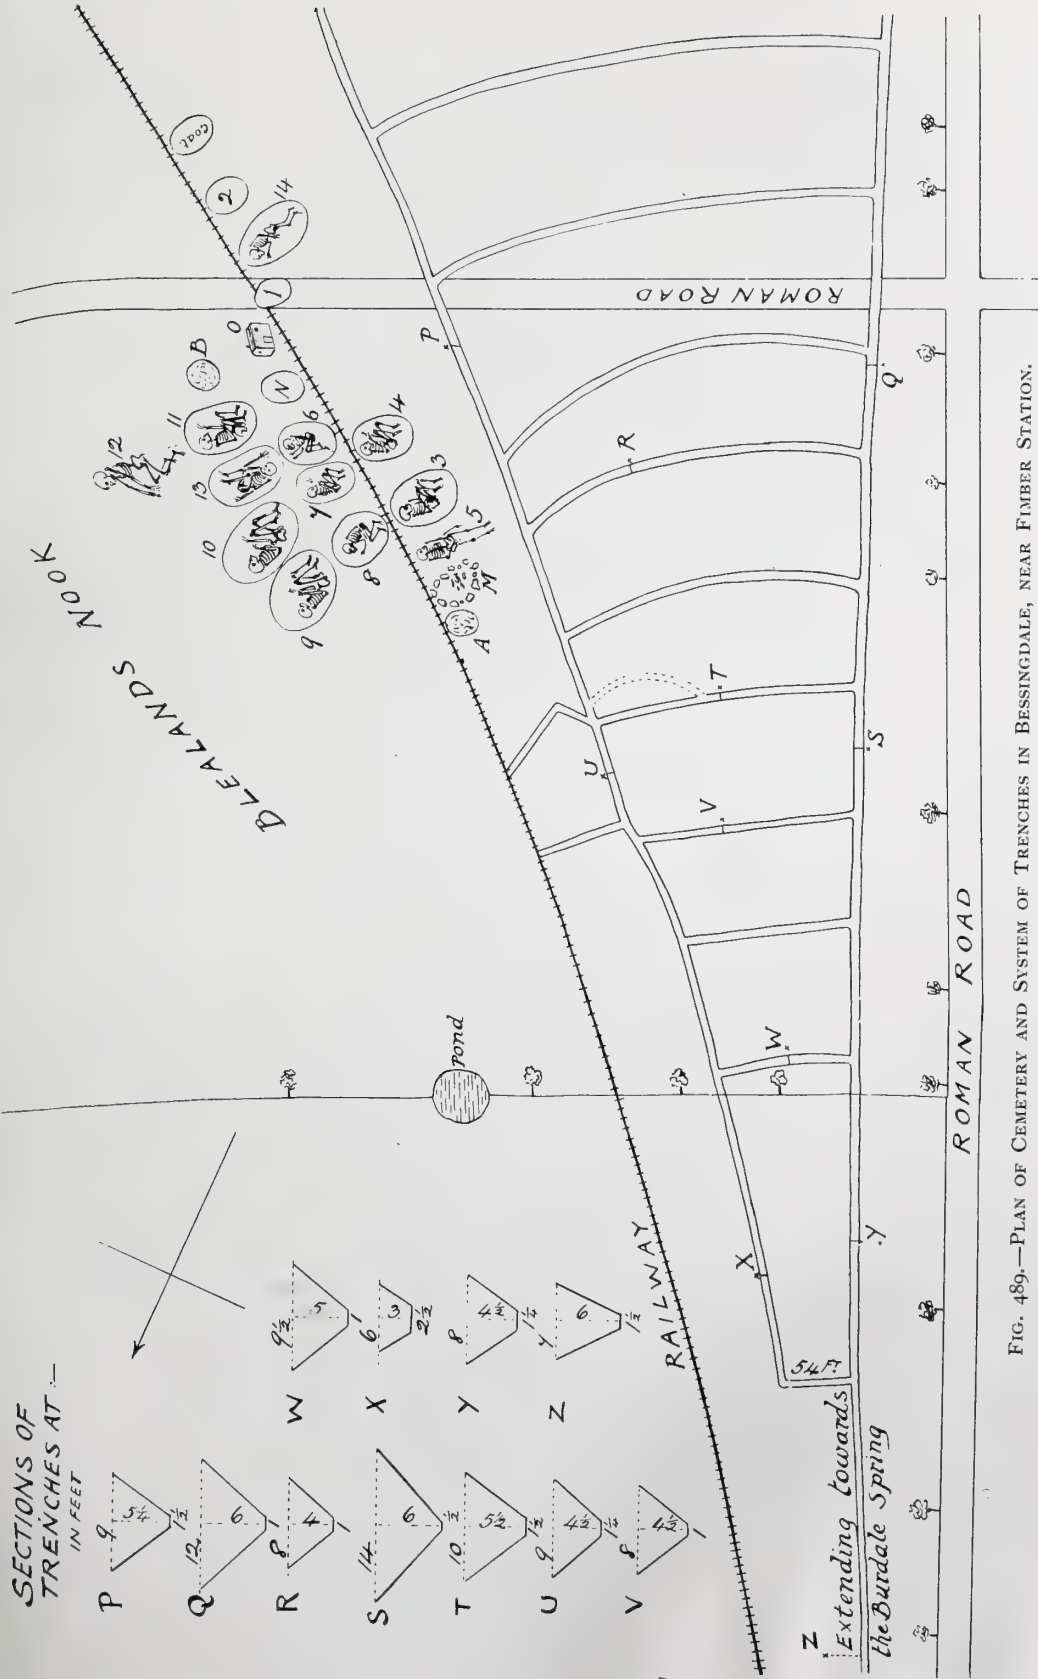 SECTIONS OF
TRENCHES AT :—
IN FEET
P 9 5¼ 1½
Q 12 6 1
R 8 4 1
S 14 6 ½
T 10 5½ 1½
U 9 4½ 1¼
V 8 4½ 1
W 9½ 5 1
X 6 3 2½
Y 8 4½ 1¼
Z 7 6 1½
BLEALANDS NOOK
Coat
2
14
1
O
B
N
11
12
6
4
13
7
3
10
8
5
9
M
A
Pond
RAILWAY
ROMAN ROAD
P
Q
R
T
S
U
V
W
X
Y
54 FT
Z
Extending towards
the Burdale Spring
ROMAN ROAD
FIG. 489.—PLAN OF CEMETERY AND SYSTEM OF TRENCHES IN BESSINGDALE, NEAR FIMBER STATION.